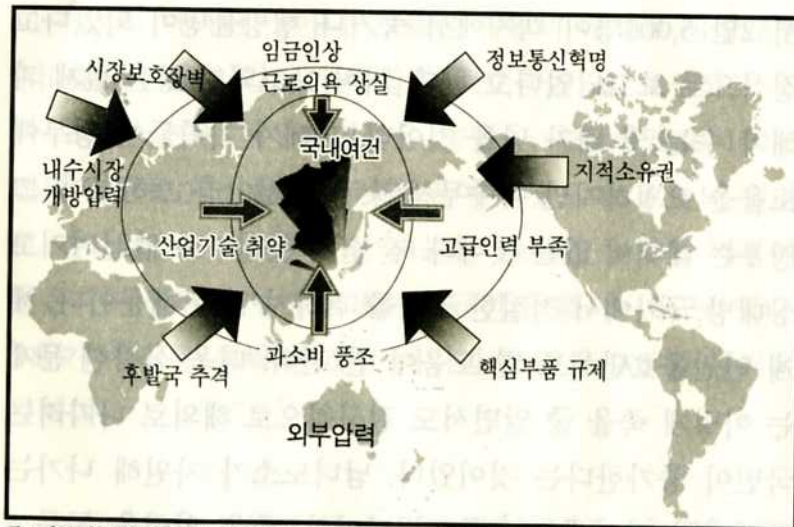 임금인상
근로의욕 상실
정보통신혁명
시장보호장벽
국내여건
내수시장
개방압력
지적소유권
산업기술 취약
고급인력 부족
후발국 추격
과소비 풍조
핵심부품 규제
외부압력